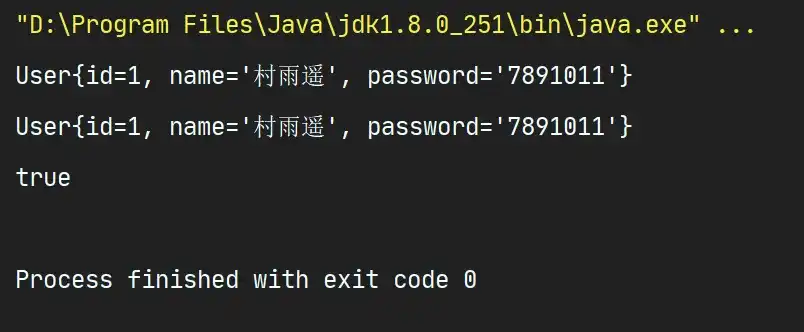 "D:\Program Files\Java\jdk1.8.0_251\bin\java.exe" ...
User{id=1, name='村雨遥', password='7891011'}
User{id=1, name='村雨遥', password='7891011'}
true
Process finished with exit code 0